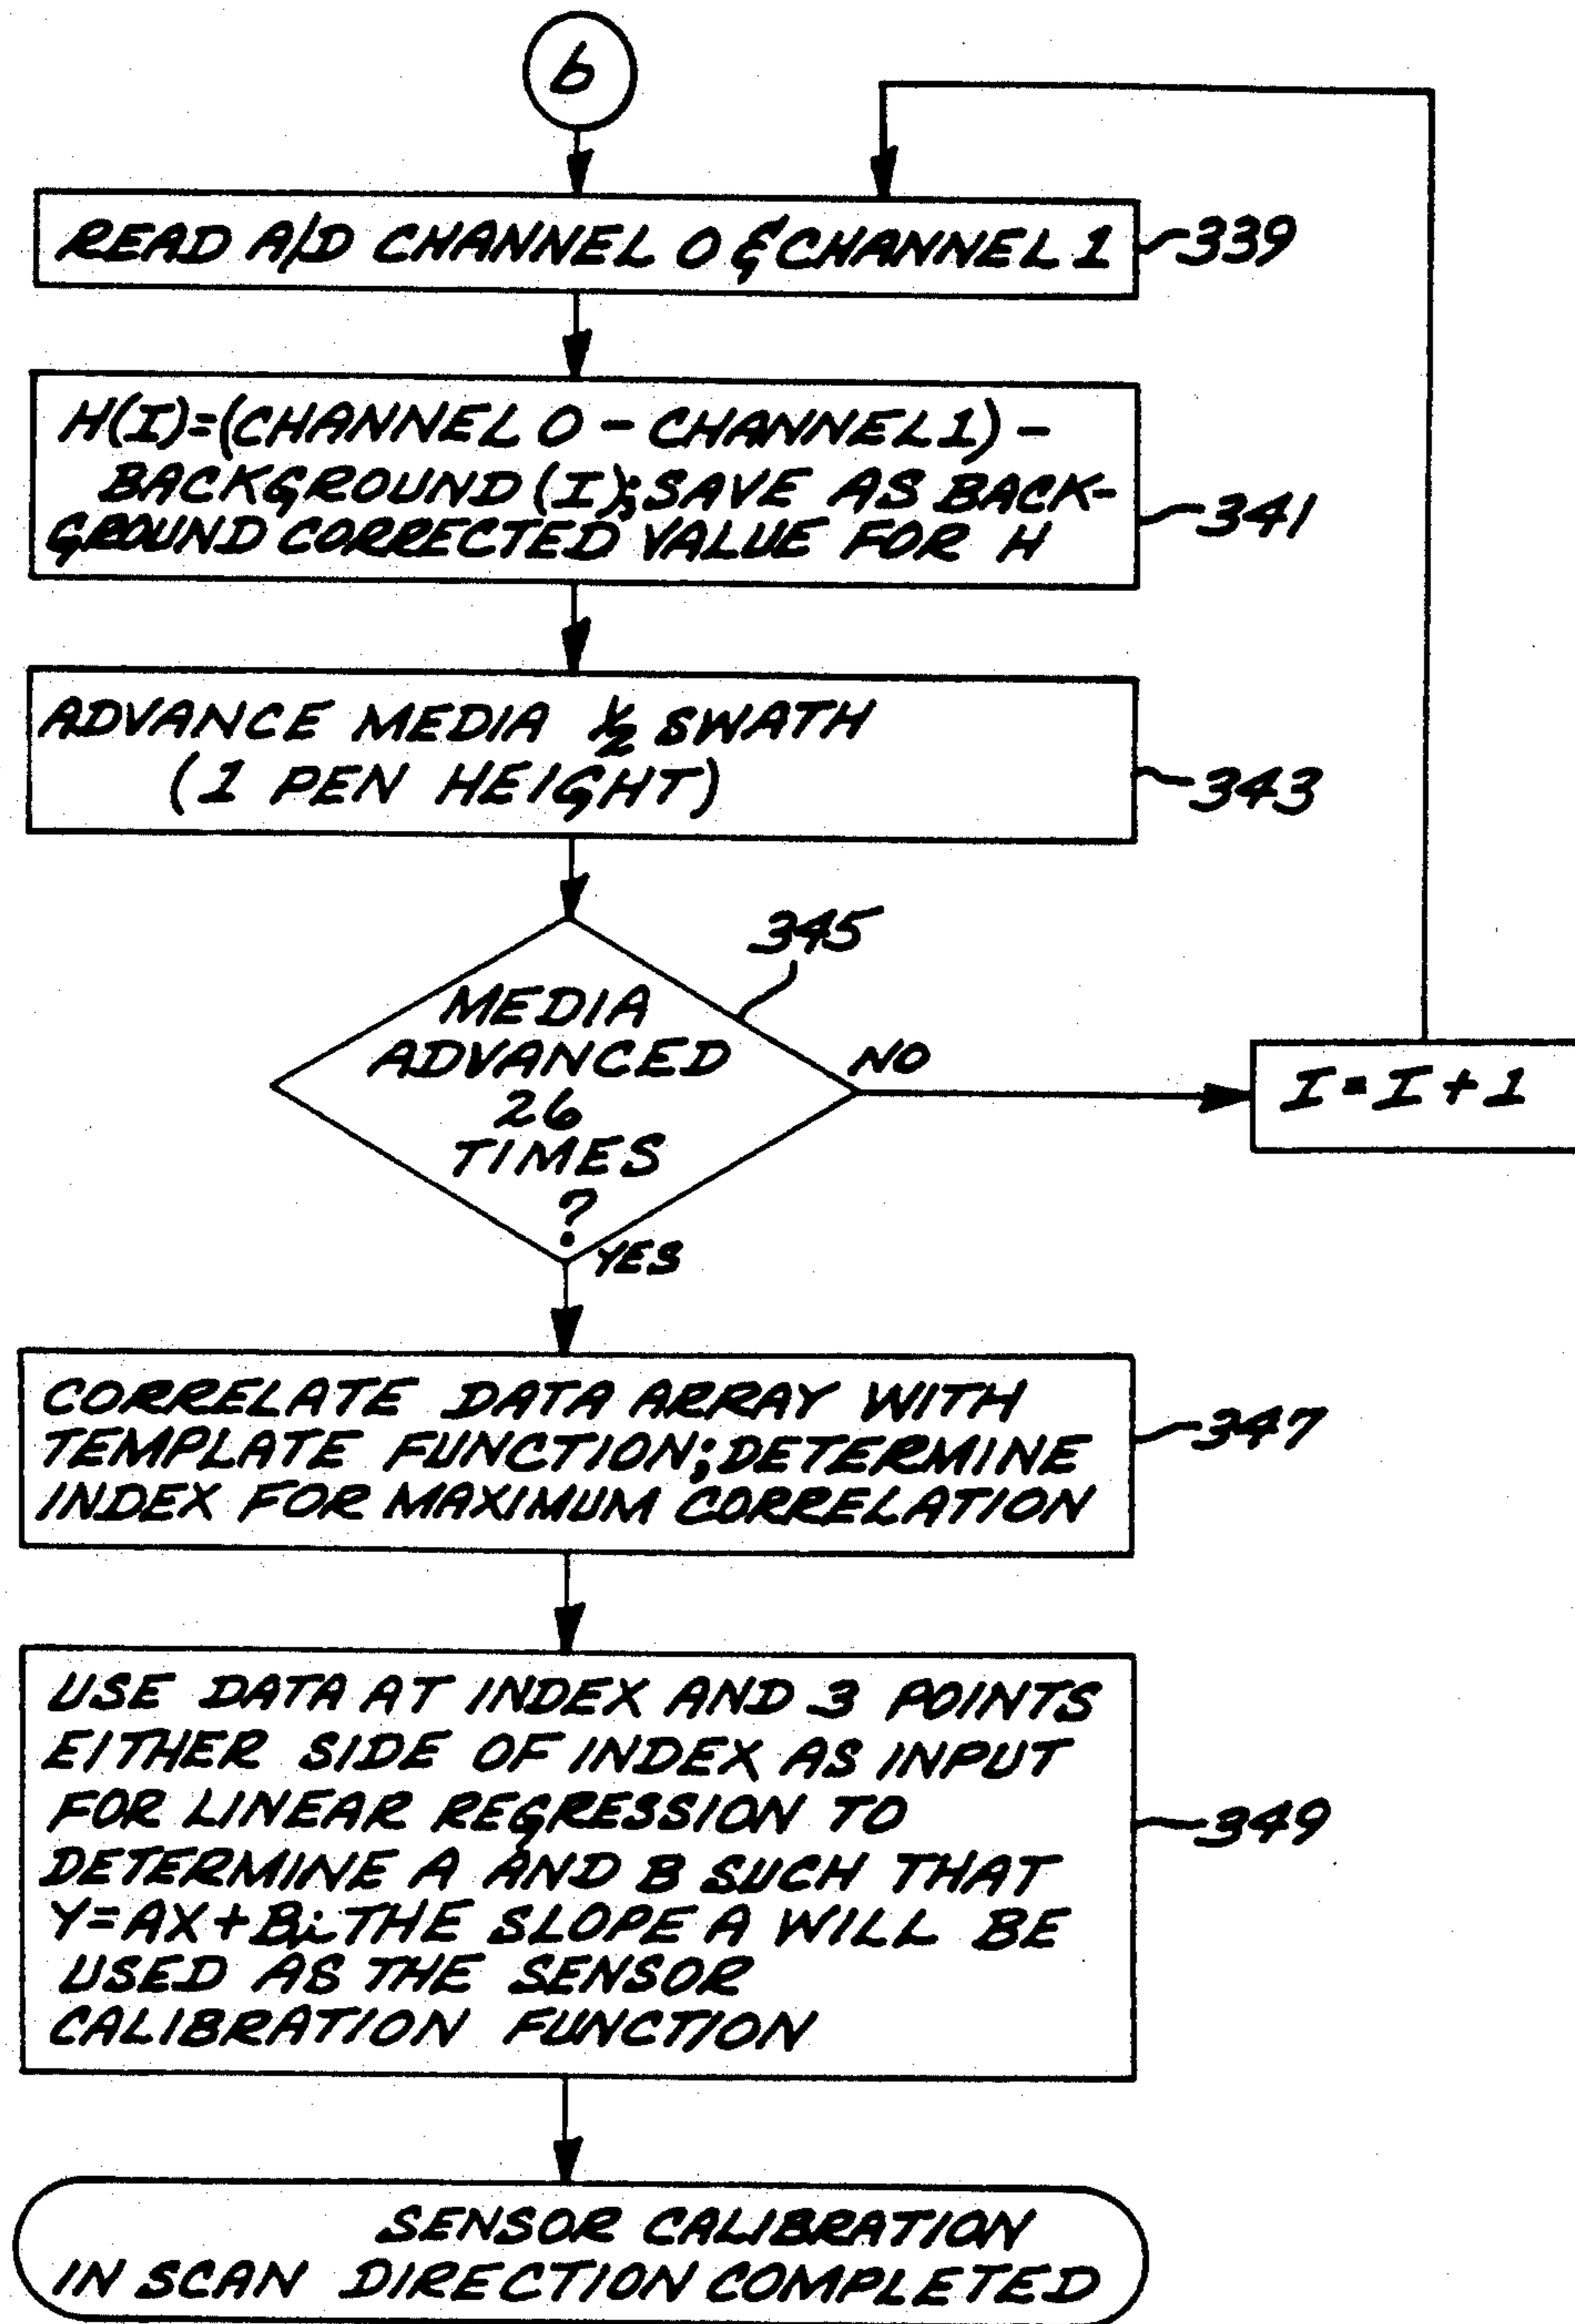 b
READ A/D CHANNEL 0 & CHANNEL 1
339
H(I)=(CHANNEL 0 - CHANNEL 1) -
BACKGROUND (I); SAVE AS BACK-
GROUND CORRECTED VALUE FOR H
341
ADVANCE MEDIA 1/2 SWATH
(1 PEN HEIGHT)
343
345
MEDIA
ADVANCED
26
TIMES
?
NO
I = I + 1
YES
CORRELATE DATA ARRAY WITH
TEMPLATE FUNCTION; DETERMINE
INDEX FOR MAXIMUM CORRELATION
347
USE DATA AT INDEX AND 3 POINTS
EITHER SIDE OF INDEX AS INPUT
FOR LINEAR REGRESSION TO
DETERMINE A AND B SUCH THAT
Y=AX+B; THE SLOPE A WILL BE
USED AS THE SENSOR
CALIBRATION FUNCTION
349
SENSOR CALIBRATION
IN SCAN DIRECTION COMPLETED